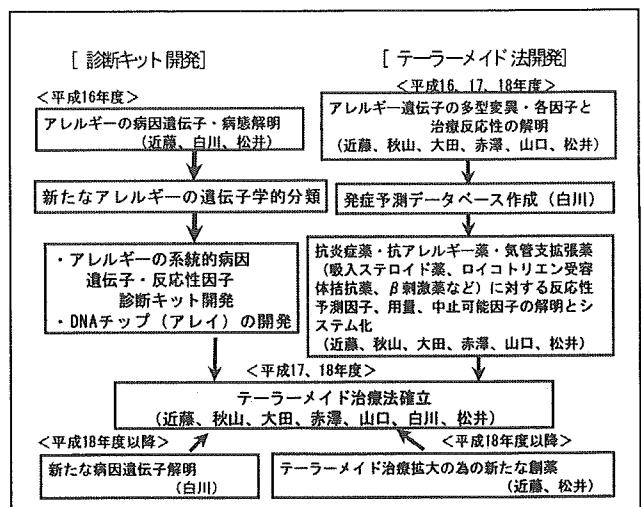 [ 診断キット開発]
<平成16年度>
アレルギーの病因遺伝子・病態解明
(近藤、白川、松井)
新たなアレルギーの遺伝子学的分類
・アレルギーの系統的病因
遺伝子・反応性因子
診断キット開発
・DNAチップ(アレイ)の開発
[ テーラーメイド法開発]
<平成16、17、18年度>
アレルギー遺伝子の多型変異・各因子と
治療反応性の解明
(近藤、秋山、大田、赤澤、山口、松井)
発症予測データベース作成(白川)
抗炎症薬・抗アレルギー薬・気管支拡張薬
(吸入ステロイド薬、ロイコトリエン受容
体拮抗薬、β刺激薬など)に対する反応性
予測因子、用量、中止可能因子の解明とシ
ステム化
(近藤、秋山、大田、赤澤、山口、松井)
<平成17、18年度>
テーラーメイド治療法確立
(近藤、秋山、大田、赤澤、山口、白川、松井)
<平成18年度以降>
新たな病因遺伝子解明
(白川)
<平成18年度以降>
テーラーメイド治療拡大の為の新たな創薬
(近藤、松井)